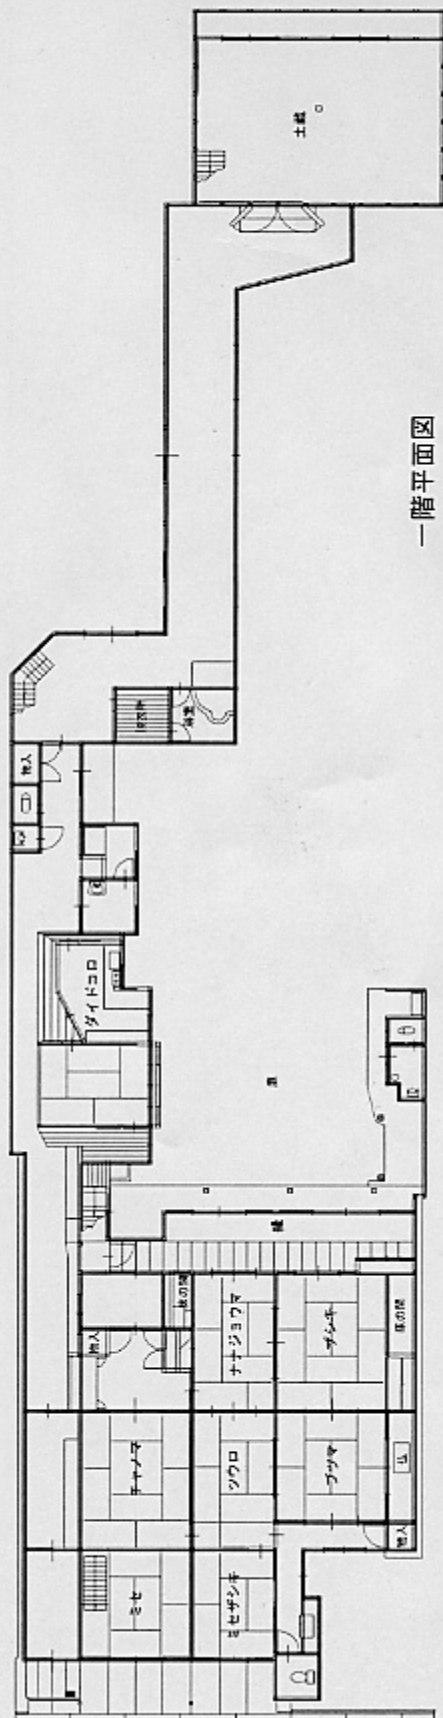 土蔵
一階平面図
物入
浴室
ダイドコロ
庭
縁
床の間
物入
ナナジョウマ
ザシキ
床の間
チャノマ
ツウロ
ブツマ
仏
物入
ミセ
ミセザシキ